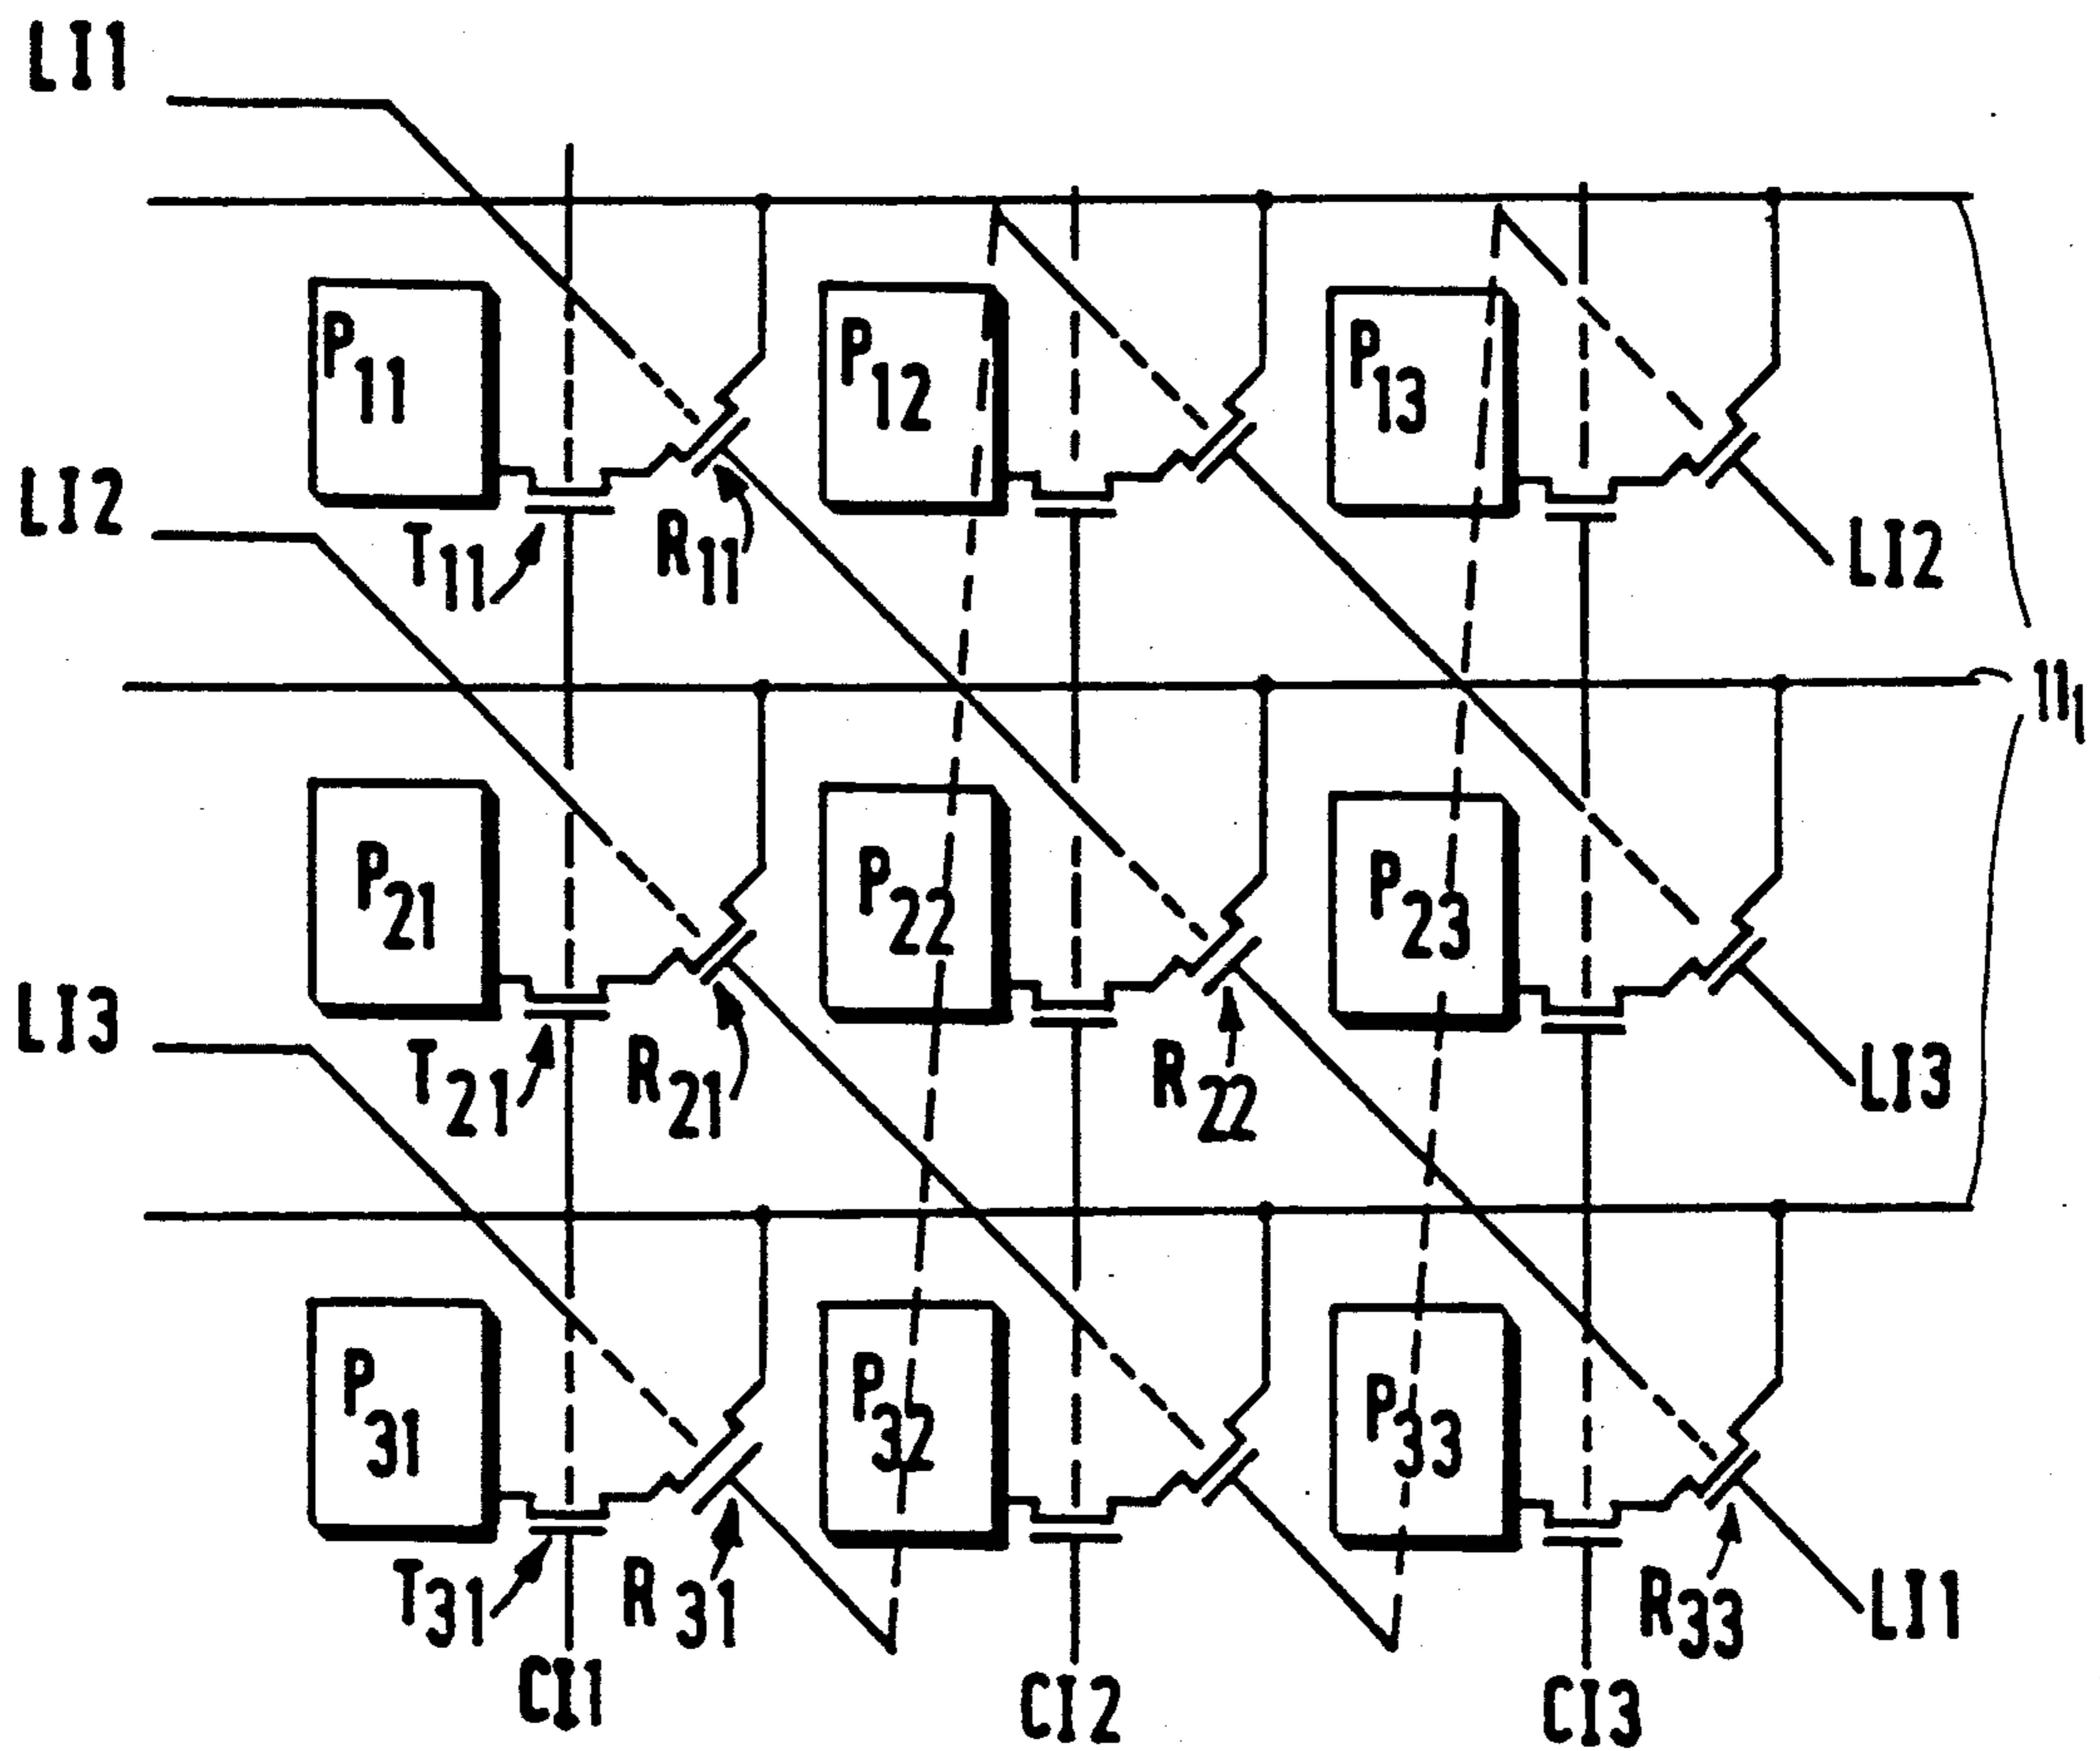 LI1
P11
P12
P13
LI2
T11
R11
LI2
η1
P21
P22
P23
LI3
T21
R21
R22
LI3
P31
P32
P33
T31
R31
R33
LI1
CI1
CI2
CI3